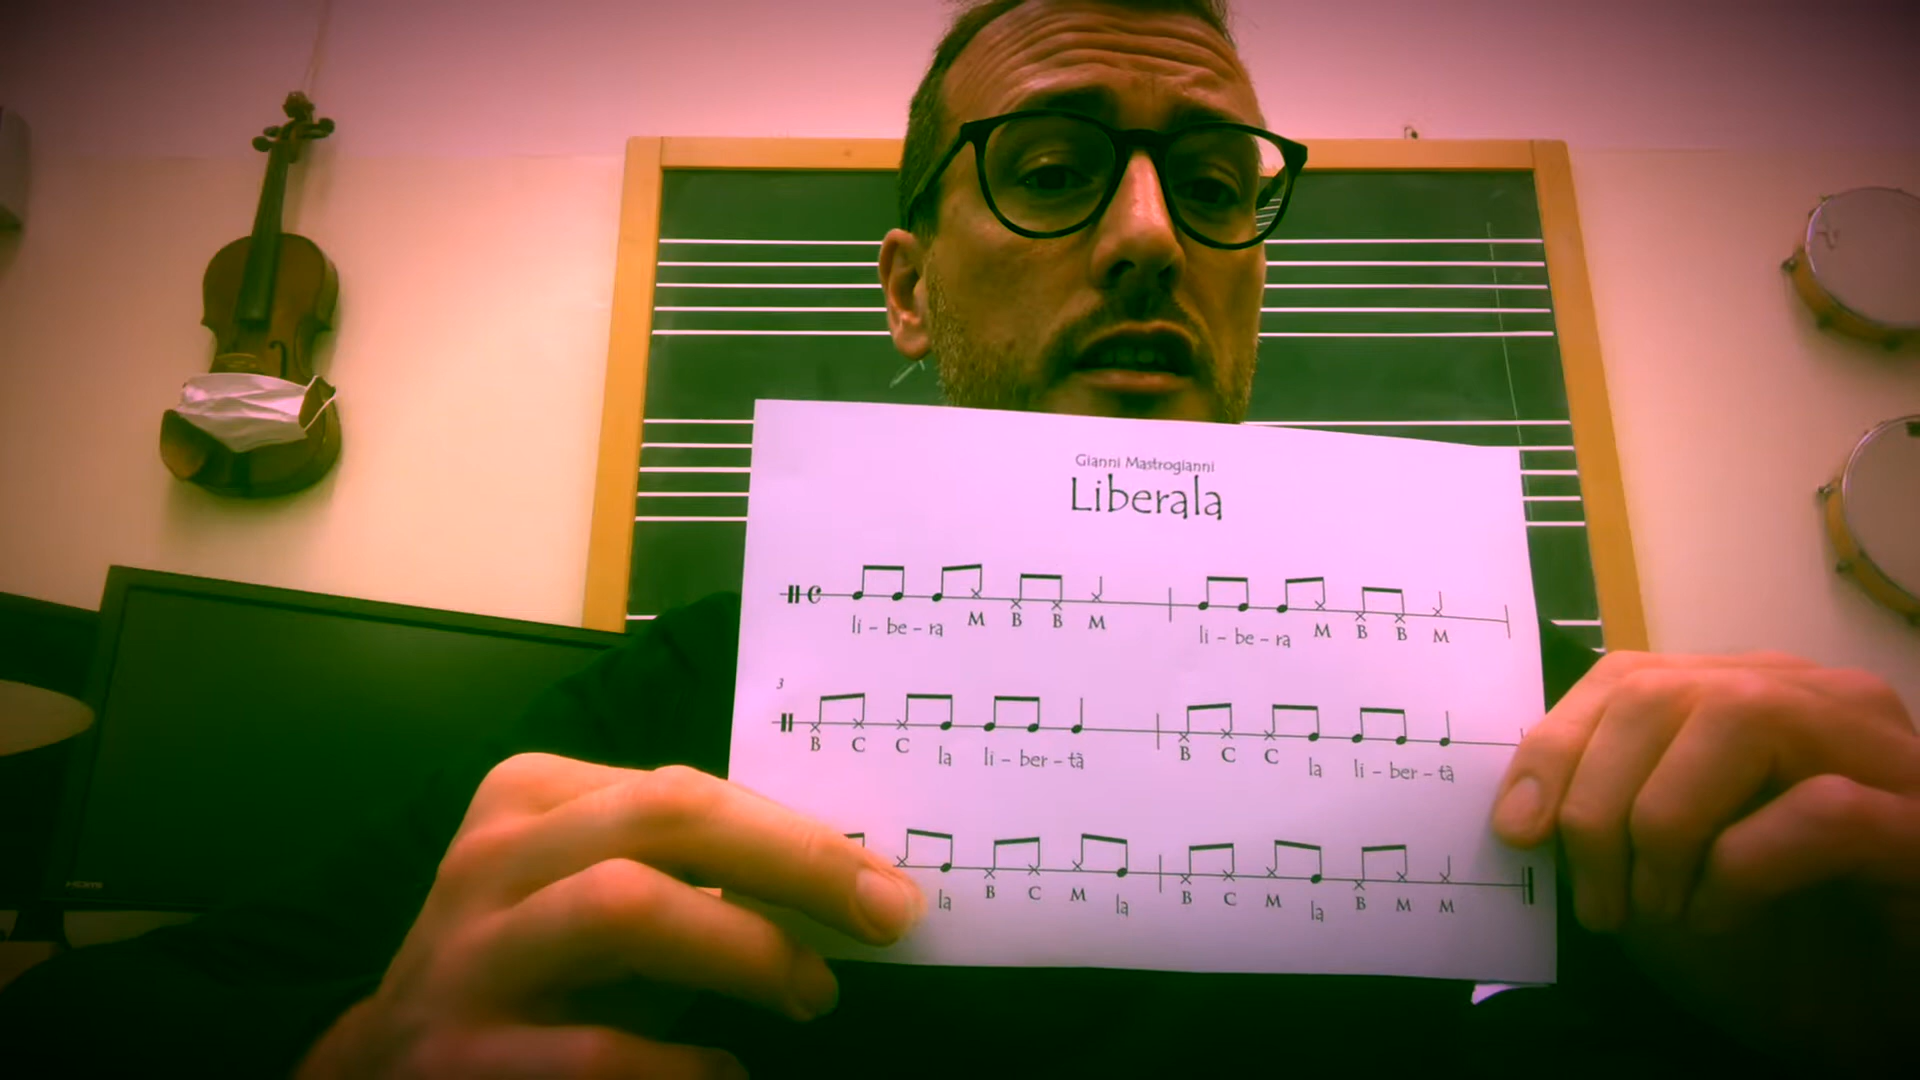 Gianni Mastrogianni
Liberala
li - be - ra M B B M li - be - ra M B B M
3
B C C la li - ber - tà B C C la li - ber - tà
la B C M la B C M la B M M